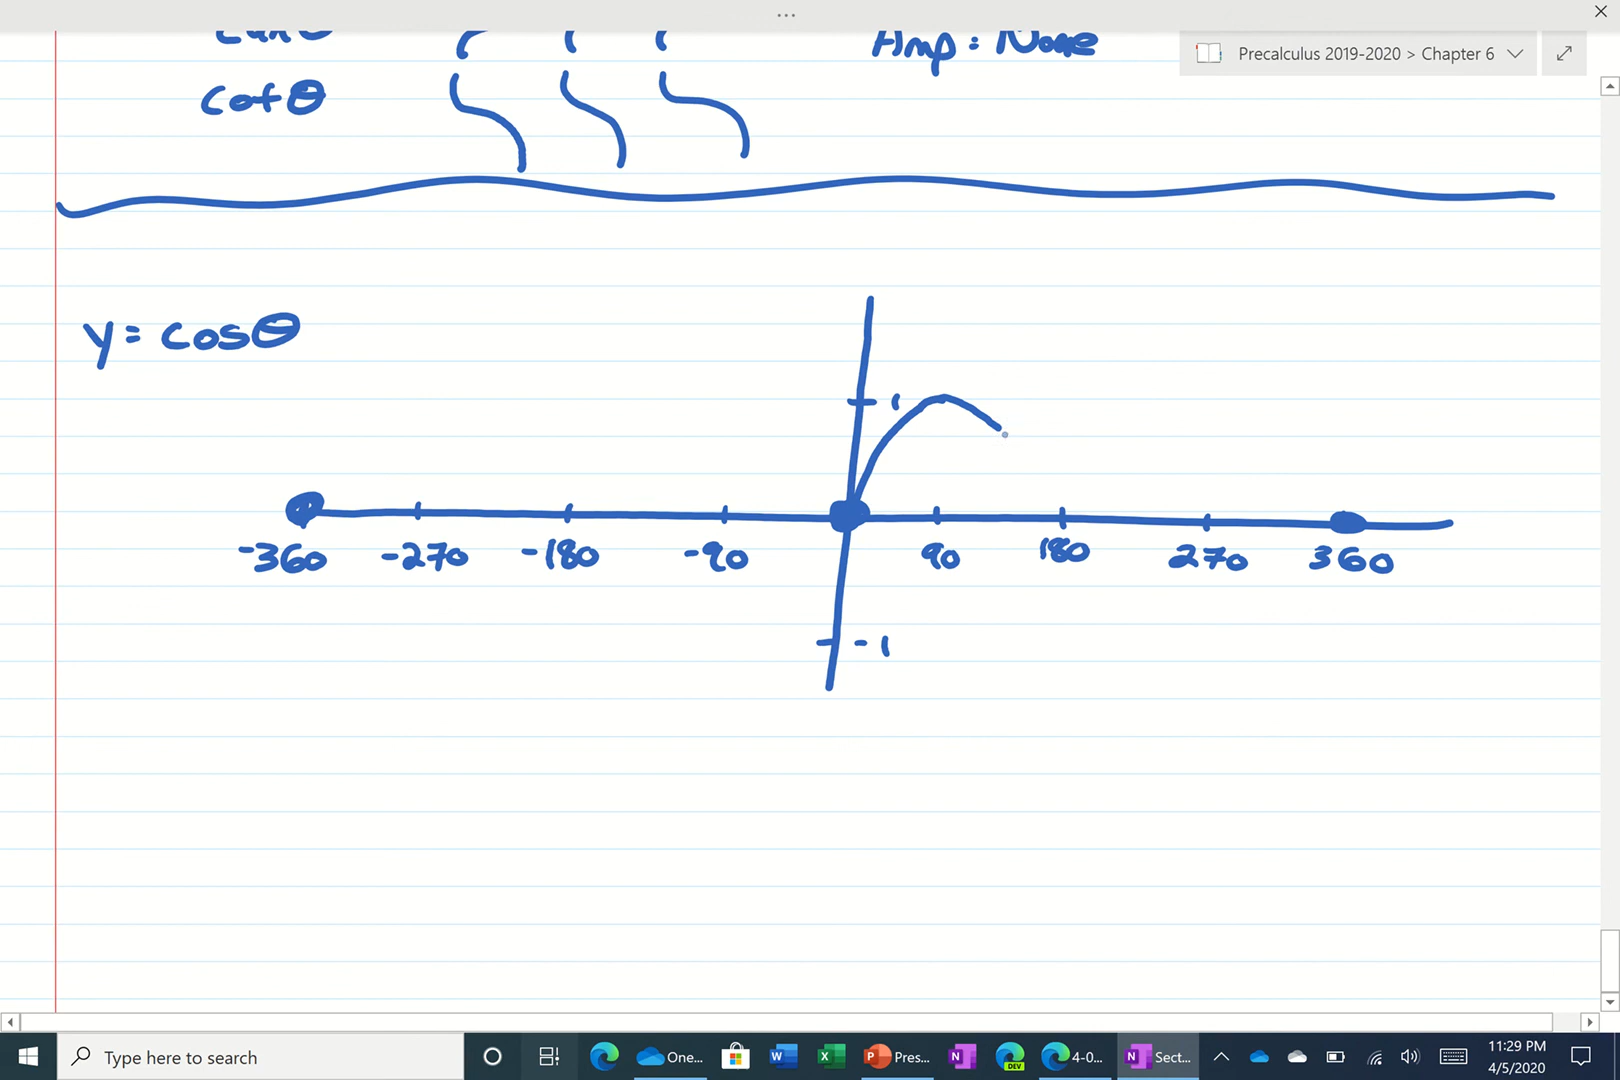 Amp: None
Precalculus 2019-2020 > Chapter 6
cot θ
y = cos θ
1
-360 -270 -180 -90 90 180 270 360
-1
Type here to search
One... Pres... DEV 4-0... Sect...
11:29 PM
4/5/2020